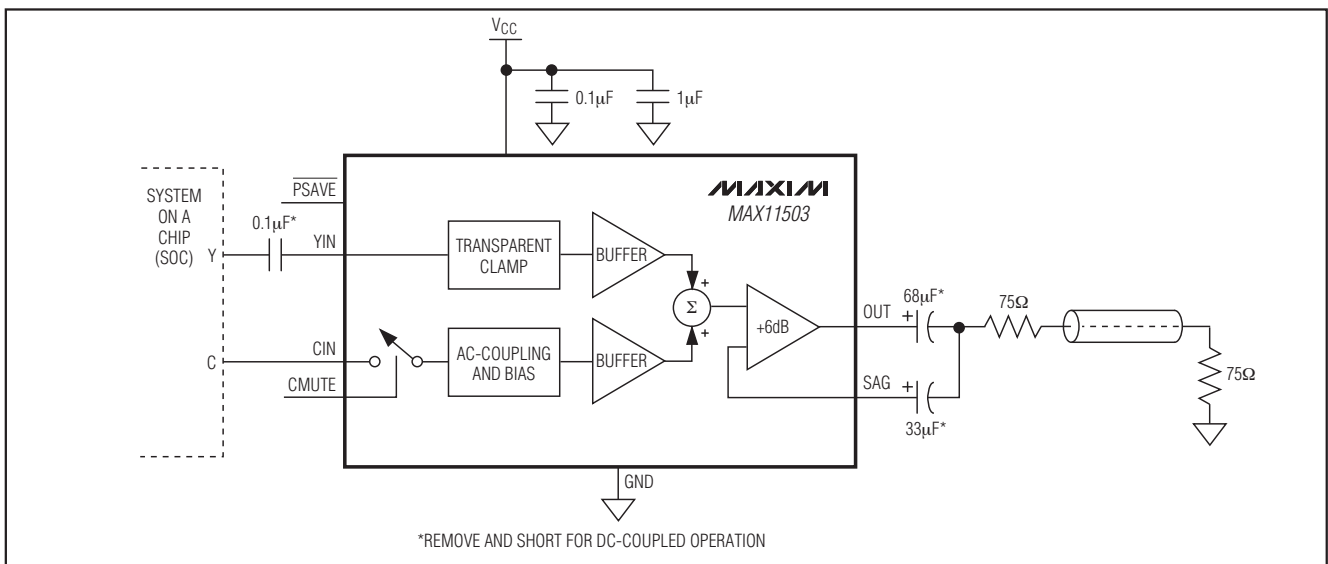 VCC
0.1µF
1µF
SYSTEM
ON A
CHIP
(SOC)
Y
C
0.1µF*
PSAVE
YIN
CIN
CMUTE
MAXIM
MAX11503
TRANSPARENT
CLAMP
BUFFER
AC-COUPLING
AND BIAS
BUFFER
+
Σ
+
+6dB
OUT
SAG
GND
68µF*
+
33µF*
+
75Ω
75Ω
*REMOVE AND SHORT FOR DC-COUPLED OPERATION